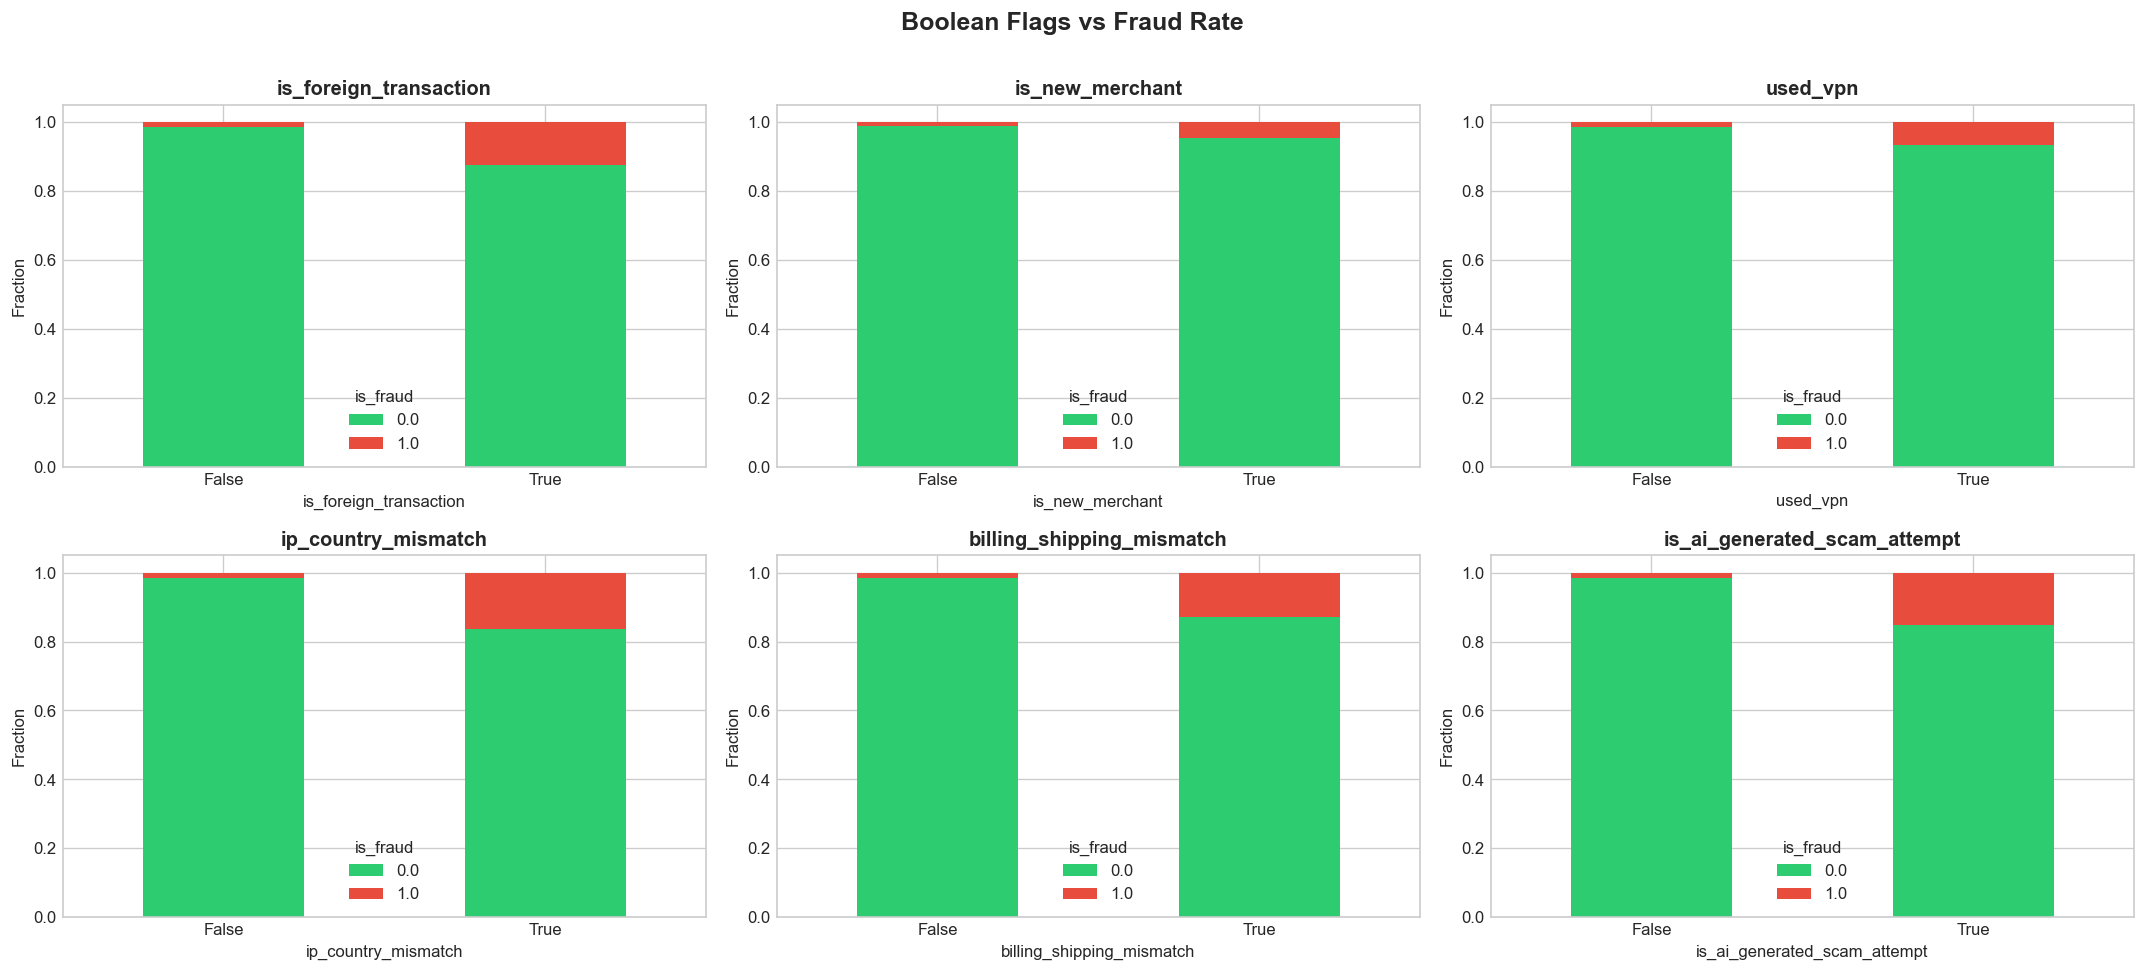 Boolean Flags vs Fraud Rate
is_foreign_transaction
1.0
0.8
0.6
0.4
0.2
0.0
Fraction
is_fraud
0.0
1.0
False True
is_foreign_transaction
is_new_merchant
1.0
0.8
0.6
0.4
0.2
0.0
Fraction
is_fraud
0.0
1.0
False True
is_new_merchant
used_vpn
1.0
0.8
0.6
0.4
0.2
0.0
Fraction
is_fraud
0.0
1.0
False True
used_vpn
ip_country_mismatch
1.0
0.8
0.6
0.4
0.2
0.0
Fraction
is_fraud
0.0
1.0
False True
ip_country_mismatch
billing_shipping_mismatch
1.0
0.8
0.6
0.4
0.2
0.0
Fraction
is_fraud
0.0
1.0
False True
billing_shipping_mismatch
is_ai_generated_scam_attempt
1.0
0.8
0.6
0.4
0.2
0.0
Fraction
is_fraud
0.0
1.0
False True
is_ai_generated_scam_attempt